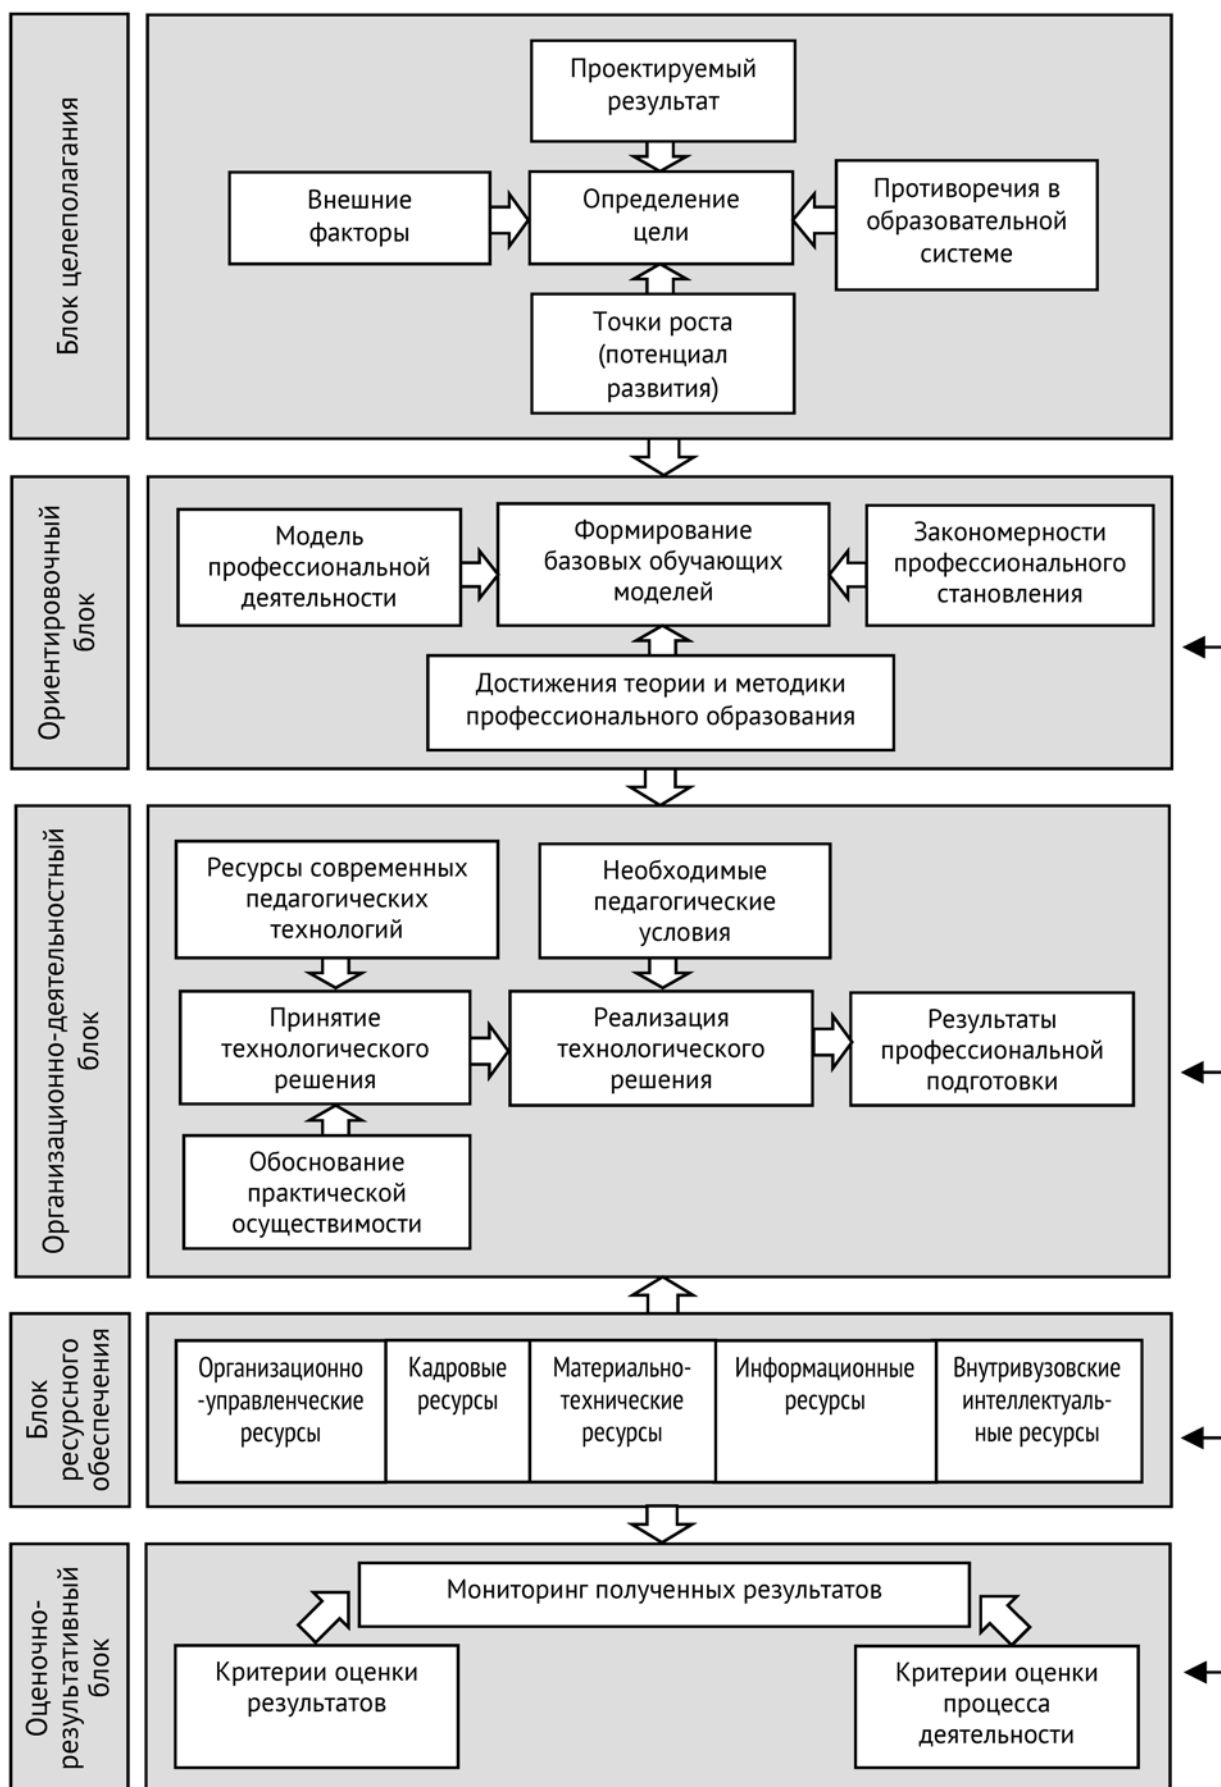 Блок целеполагания
Проектируемый
результат
Внешние
факторы
Определение
цели
Противоречия в
образовательной
системе
Точки роста
(потенциал
развития)
Ориентировочный
блок
Модель
профессиональной
деятельности
Формирование
базовых обучающих
моделей
Закономерности
профессионального
становления
Достижения теории и методики
профессионального образования
Организационно-деятельностный
блок
Ресурсы современных
педагогических
технологий
Необходимые
педагогические
условия
Принятие
технологического
решения
Реализация
технологического
решения
Результаты
профессиональной
подготовки
Обоснование
практической
осуществимости
Блок
ресурсного
обеспечения
Организационно
-управленческие
ресурсы
Кадровые
ресурсы
Материально-
технические
ресурсы
Информационные
ресурсы
Внутривузовские
интеллектуаль-
ные ресурсы
Оценочно-
результативный
блок
Мониторинг полученных результатов
Критерии оценки
результатов
Критерии оценки
процесса
деятельности